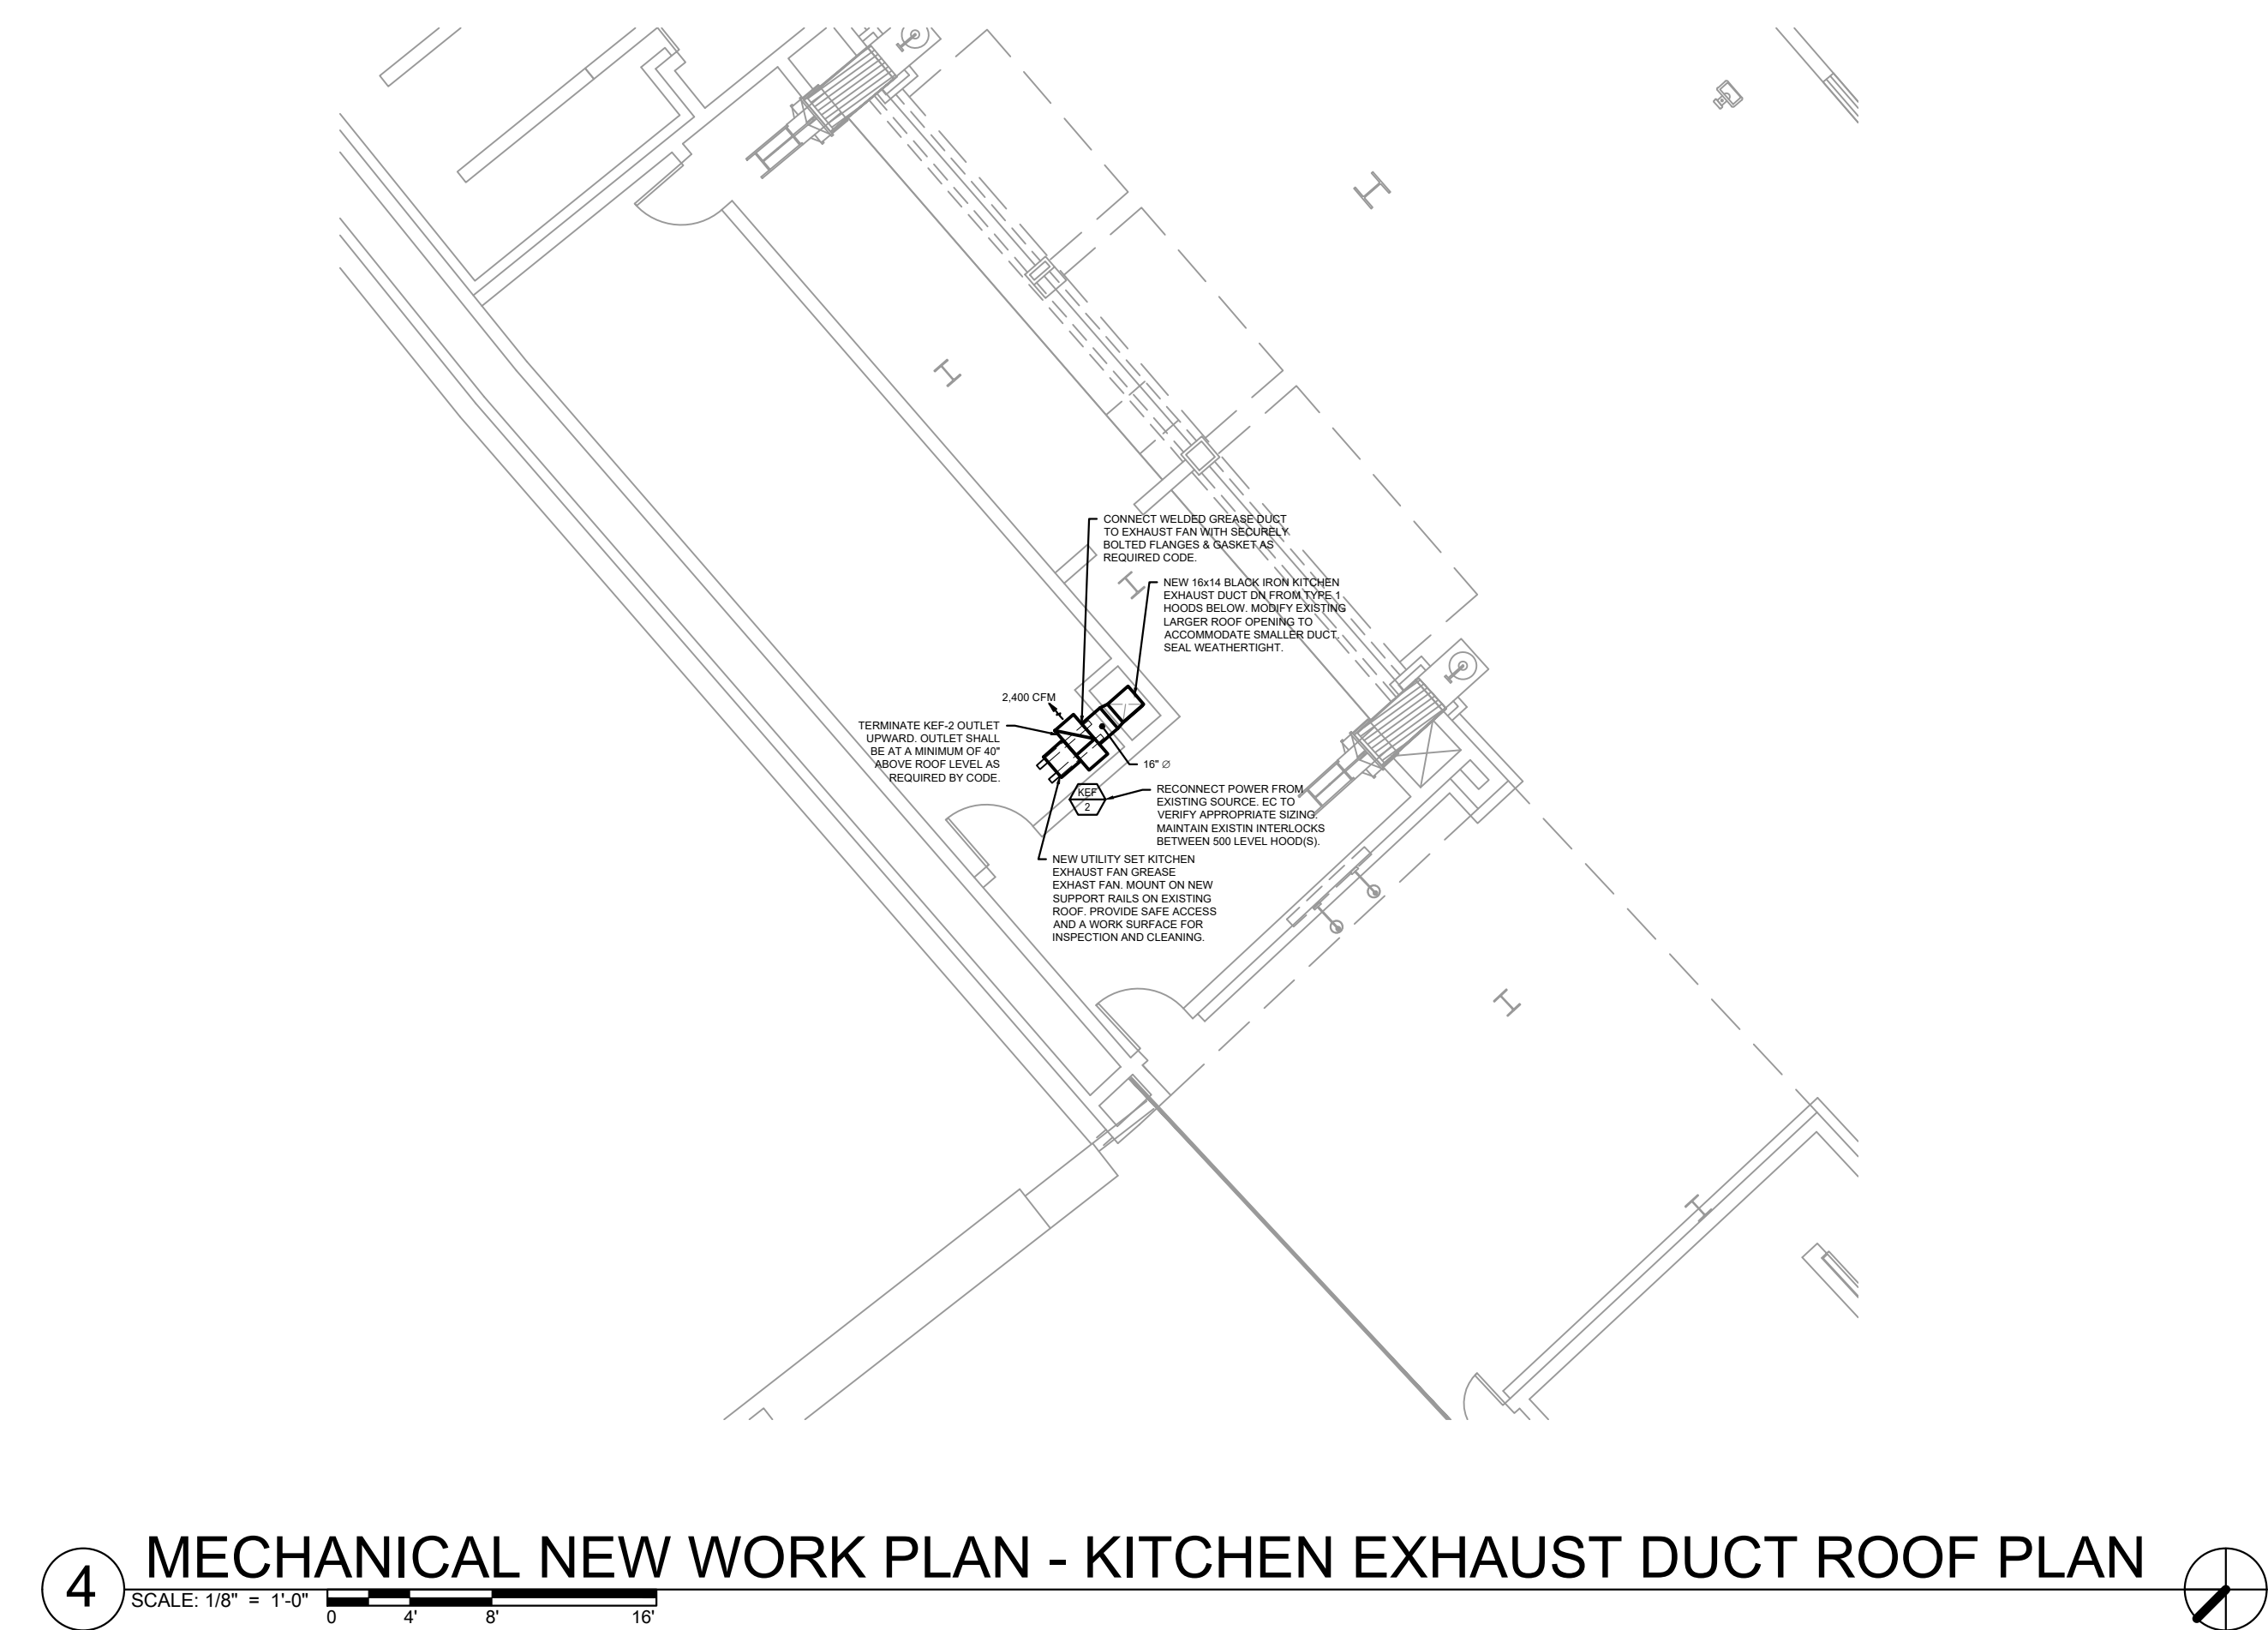 CONNECT WELDED GREASE DUCT
TO EXHAUST FAN WITH SECURELY
BOLTED FLANGES & GASKET AS
REQUIRED CODE.
NEW 16x14 BLACK IRON KITCHEN
EXHAUST DUCT DN FROM TYPE 1
HOODS BELOW. MODIFY EXISTING
LARGER ROOF OPENING TO
ACCOMMODATE SMALLER DUCT.
SEAL WEATHERTIGHT.
2,400 CFM
TERMINATE KEF-2 OUTLET
UPWARD. OUTLET SHALL
BE AT A MINIMUM OF 40"
ABOVE ROOF LEVEL AS
REQUIRED BY CODE.
16" ∅
KEF
2
RECONNECT POWER FROM
EXISTING SOURCE. EC TO
VERIFY APPROPRIATE SIZING.
MAINTAIN EXISTIN INTERLOCKS
BETWEEN 500 LEVEL HOOD(S).
NEW UTILITY SET KITCHEN
EXHAUST FAN GREASE
EXHAST FAN. MOUNT ON NEW
SUPPORT RAILS ON EXISTING
ROOF. PROVIDE SAFE ACCESS
AND A WORK SURFACE FOR
INSPECTION AND CLEANING.
4
MECHANICAL NEW WORK PLAN - KITCHEN EXHAUST DUCT ROOF PLAN
SCALE: 1/8" = 1'-0"
0 4' 8' 16'